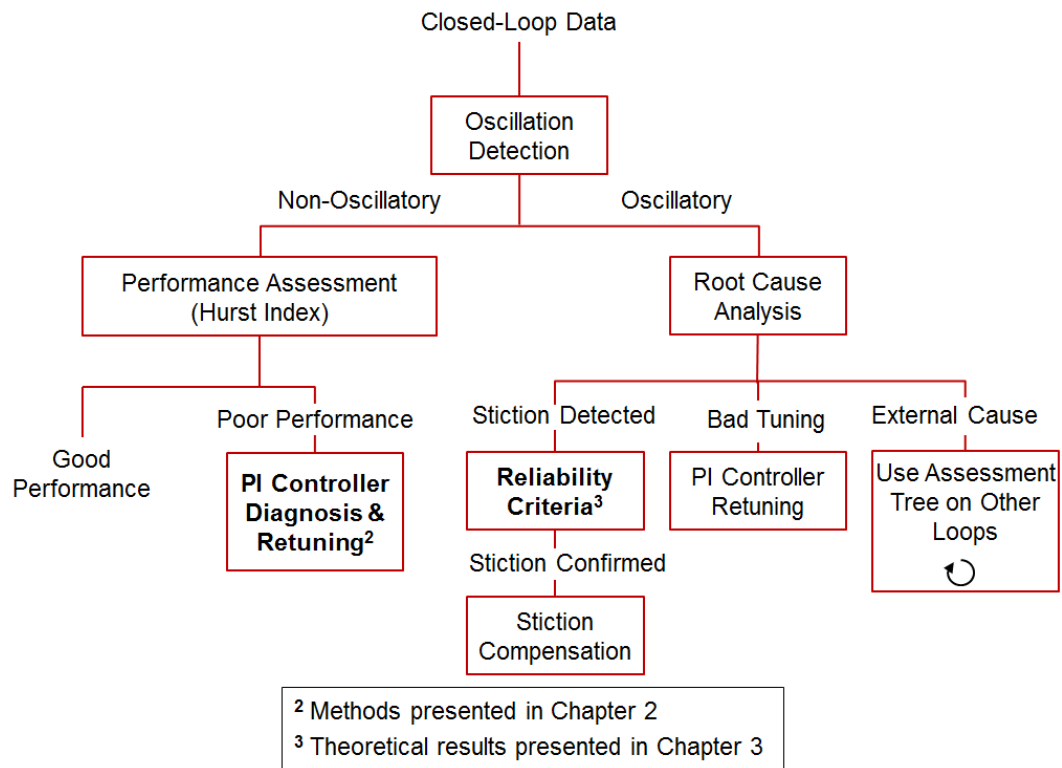 Closed-Loop Data
Oscillation
Detection
Non-Oscillatory
Oscillatory
Performance Assessment
(Hurst Index)
Root Cause
Analysis
Good
Performance
Poor Performance
PI Controller
Diagnosis &
Retuning²
Stiction Detected
Reliability
Criteria³
Stiction Confirmed
Stiction
Compensation
Bad Tuning
PI Controller
Retuning
External Cause
Use Assessment
Tree on Other
Loops
² Methods presented in Chapter 2
³ Theoretical results presented in Chapter 3